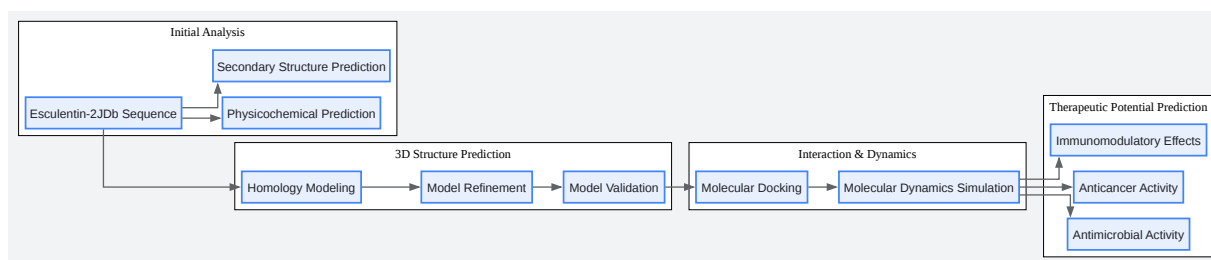 Initial Analysis
Secondary Structure Prediction
Esculentin-2JDb Sequence
Physicochemical Prediction
3D Structure Prediction
Homology Modeling
Model Refinement
Model Validation
Interaction & Dynamics
Molecular Docking
Molecular Dynamics Simulation
Therapeutic Potential Prediction
Immunomodulatory Effects
Anticancer Activity
Antimicrobial Activity